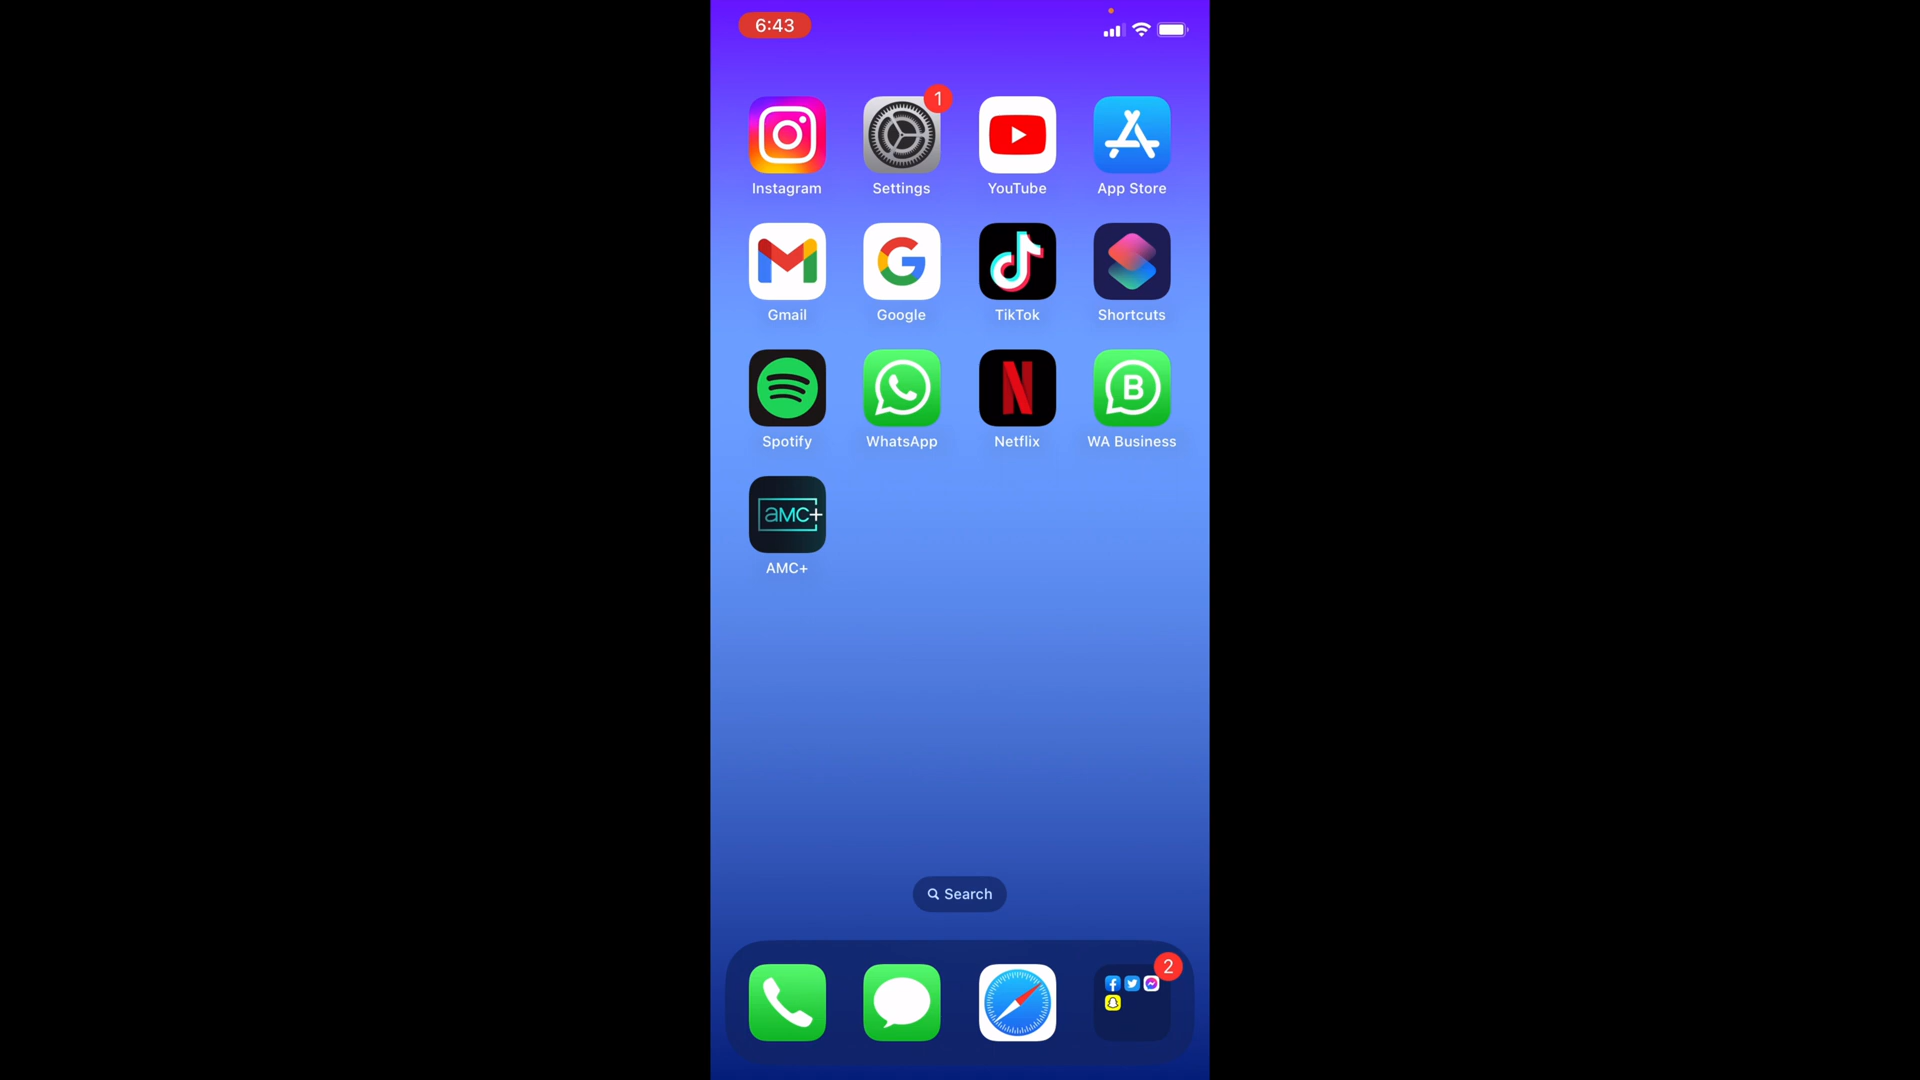 6:43
1
Instagram
Settings
YouTube
App Store
Gmail
Google
TikTok
Shortcuts
B
Spotify
WhatsApp
Netflix
WA Business
aMC+
AMC+
Search
2